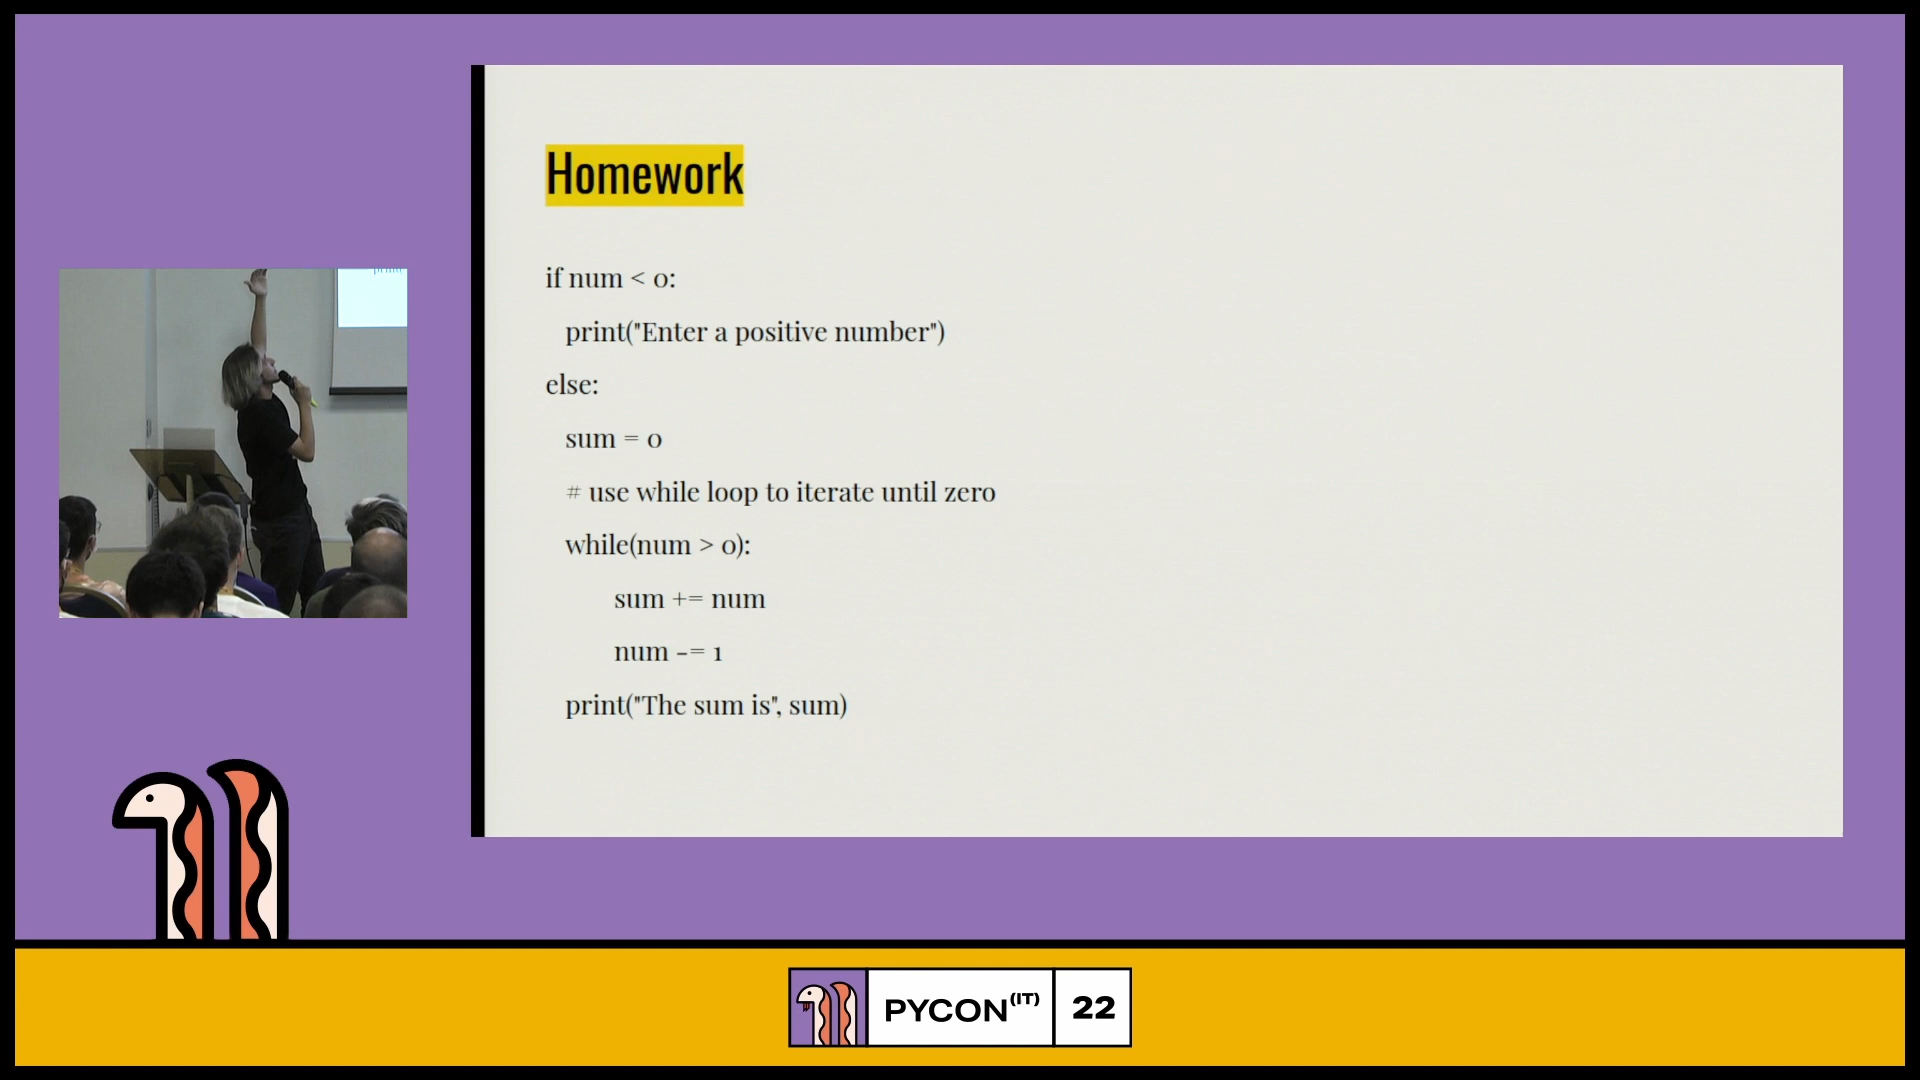 Homework
if num < 0:
print("Enter a positive number")
else:
sum = 0
# use while loop to iterate until zero
while(num > 0):
sum += num
num -= 1
print("The sum is", sum)
PYCON(IT) 22